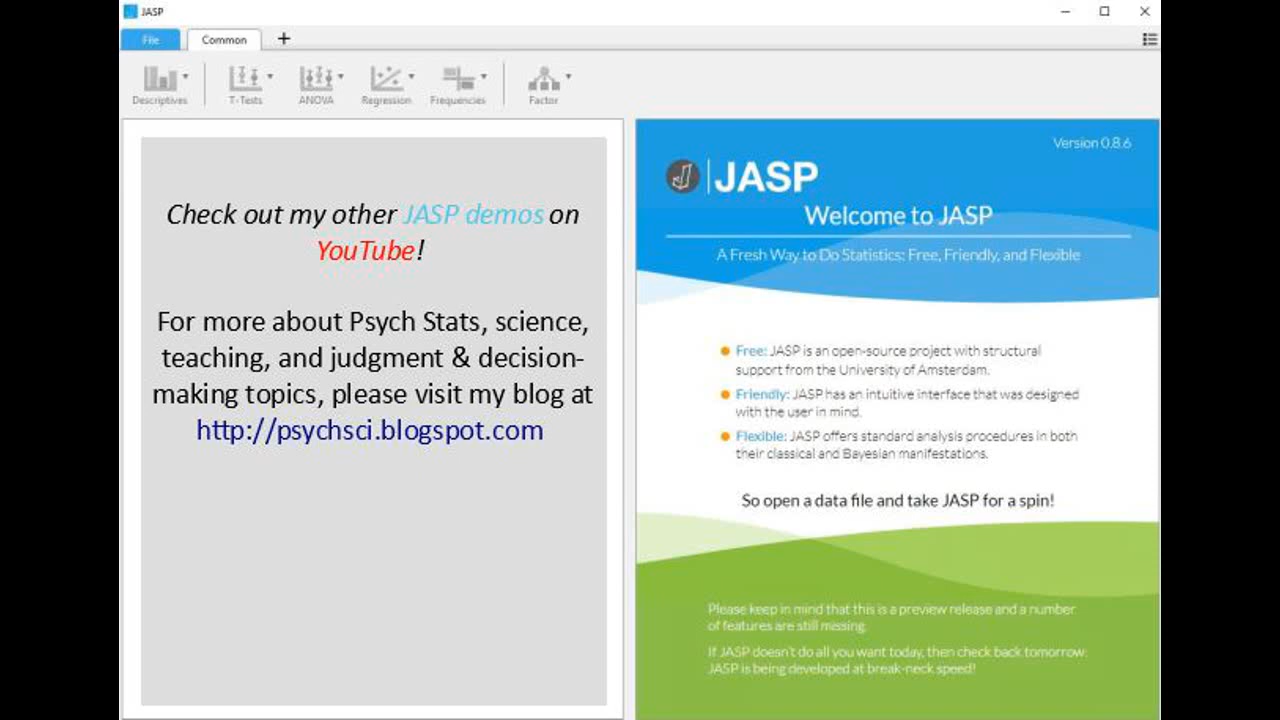 JASP
File
Common
+
Descriptives
T-Tests
ANOVA
Regression
Frequencies
Factor
Check out my other JASP demos on
YouTube!
For more about Psych Stats, science,
teaching, and judgment & decision-
making topics, please visit my blog at
http://psychsci.blogspot.com
Version 0.8.6
JASP
Welcome to JASP
A Fresh Way to Do Statistics: Free, Friendly, and Flexible
Free: JASP is an open-source project with structural
support from the University of Amsterdam.
Friendly: JASP has an intuitive interface that was designed
with the user in mind.
Flexible: JASP offers standard analysis procedures in both
their classical and Bayesian manifestations.
So open a data file and take JASP for a spin!
Please keep in mind that this is a preview release and a number
of features are still missing.
If JASP doesn't do all you want today, then check back tomorrow:
JASP is being developed at break-neck speed!